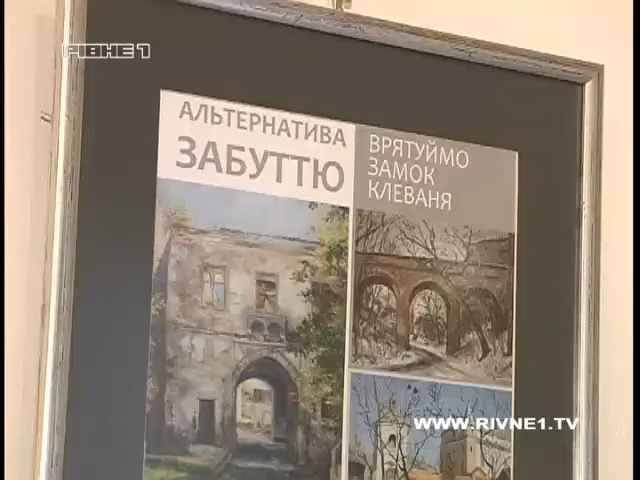 РІВНЕ 1
АЛЬТЕРНАТИВА
ЗАБУТТЮ
ВРЯТУЙМО
ЗАМОК
КЛЕВАНЯ
WWW.RIVNE1.TV